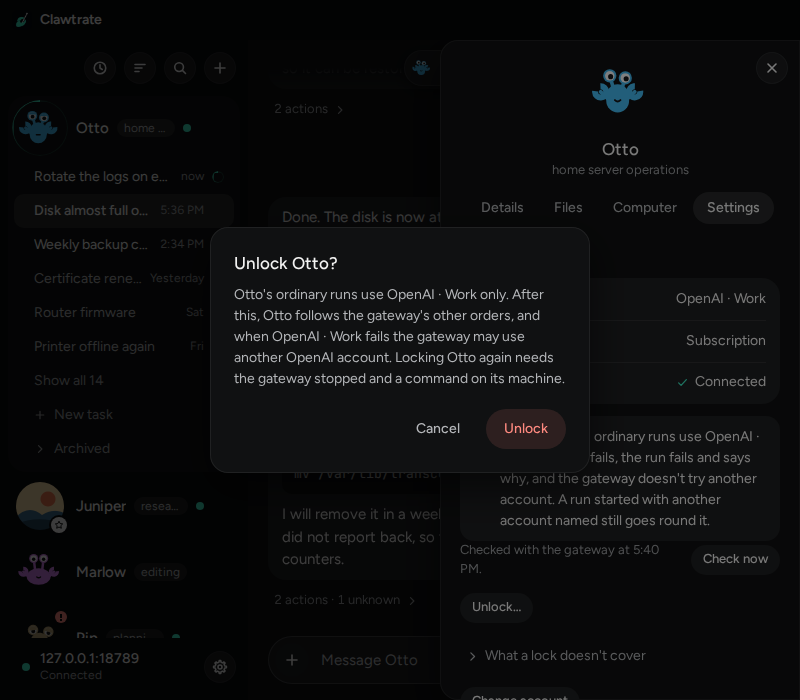 Clawtrate
Otto
home ...
Rotate the logs on e... now
Disk almost full o... 5:36 PM
Weekly backup c... 2:34 PM
Certificate rene... Yesterday
Router firmware Sat
Printer offline again Fri
Show all 14
+ New task
> Archived
Juniper
resea...
Marlow
editing
127.0.0.1:18789
Connected
2 actions >
Done. The disk is now at
I will remove it in a
did not report back, so
counters.
2 actions · 1 unknown >
+ Message Otto
Otto
home server operations
Details Files Computer Settings
OpenAI · Work
Subscription
✓ Connected
ordinary runs use OpenAI ·
fails, the run fails and says
why, and the gateway doesn't try another
account. A run started with another
account named still goes round it.
Checked with the gateway at 5:40
PM.
Check now
Unlock...
> What a lock doesn't cover
Change account
Unlock Otto?
Otto's ordinary runs use OpenAI · Work only. After
this, Otto follows the gateway's other orders, and
when OpenAI · Work fails the gateway may use
another OpenAI account. Locking Otto again needs
the gateway stopped and a command on its machine.
Cancel
Unlock